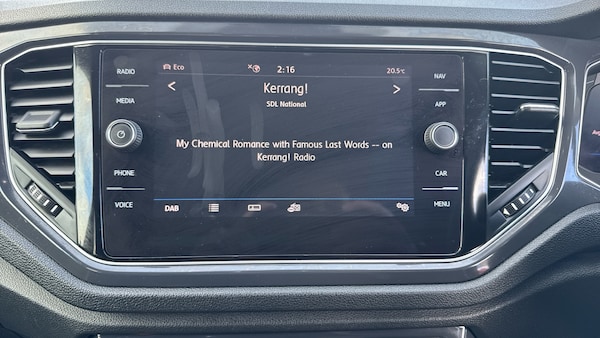 RADIO
MEDIA
PHONE
VOICE
Eco
2:16
20.5°C
Kerrang!
SDL National
My Chemical Romance with Famous Last Words -- on
Kerrang! Radio
DAB
NAV
APP
CAR
MENU